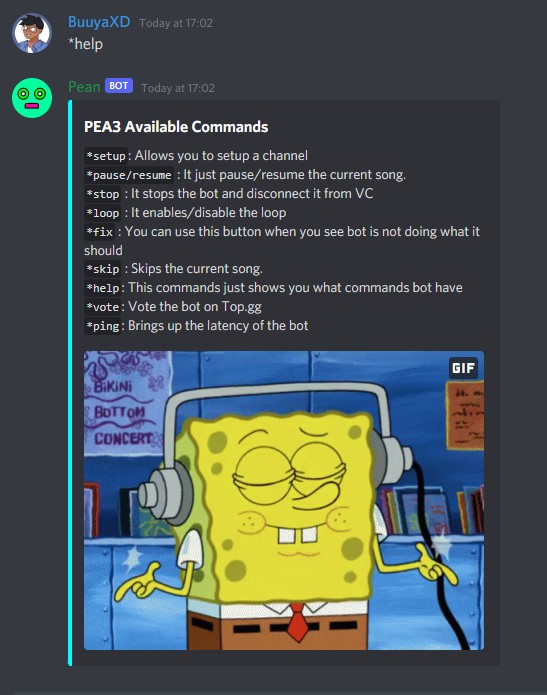 BuuyaXD Today at 17:02
*help
Pean BOT Today at 17:02
PEA3 Available Commands
*setup: Allows you to setup a channel
*pause/resume : It just pause/resume the current song.
*stop : It stops the bot and disconnect it from VC
*loop : It enables/disable the loop
*fix : You can use this button when you see bot is not doing what it
should
*skip : Skips the current song.
*help: This commands just shows you what commands bot have
*vote: Vote the bot on Top.gg
*ping: Brings up the latency of the bot
GIF
BiKiNi
BOTTOM
CONCERT